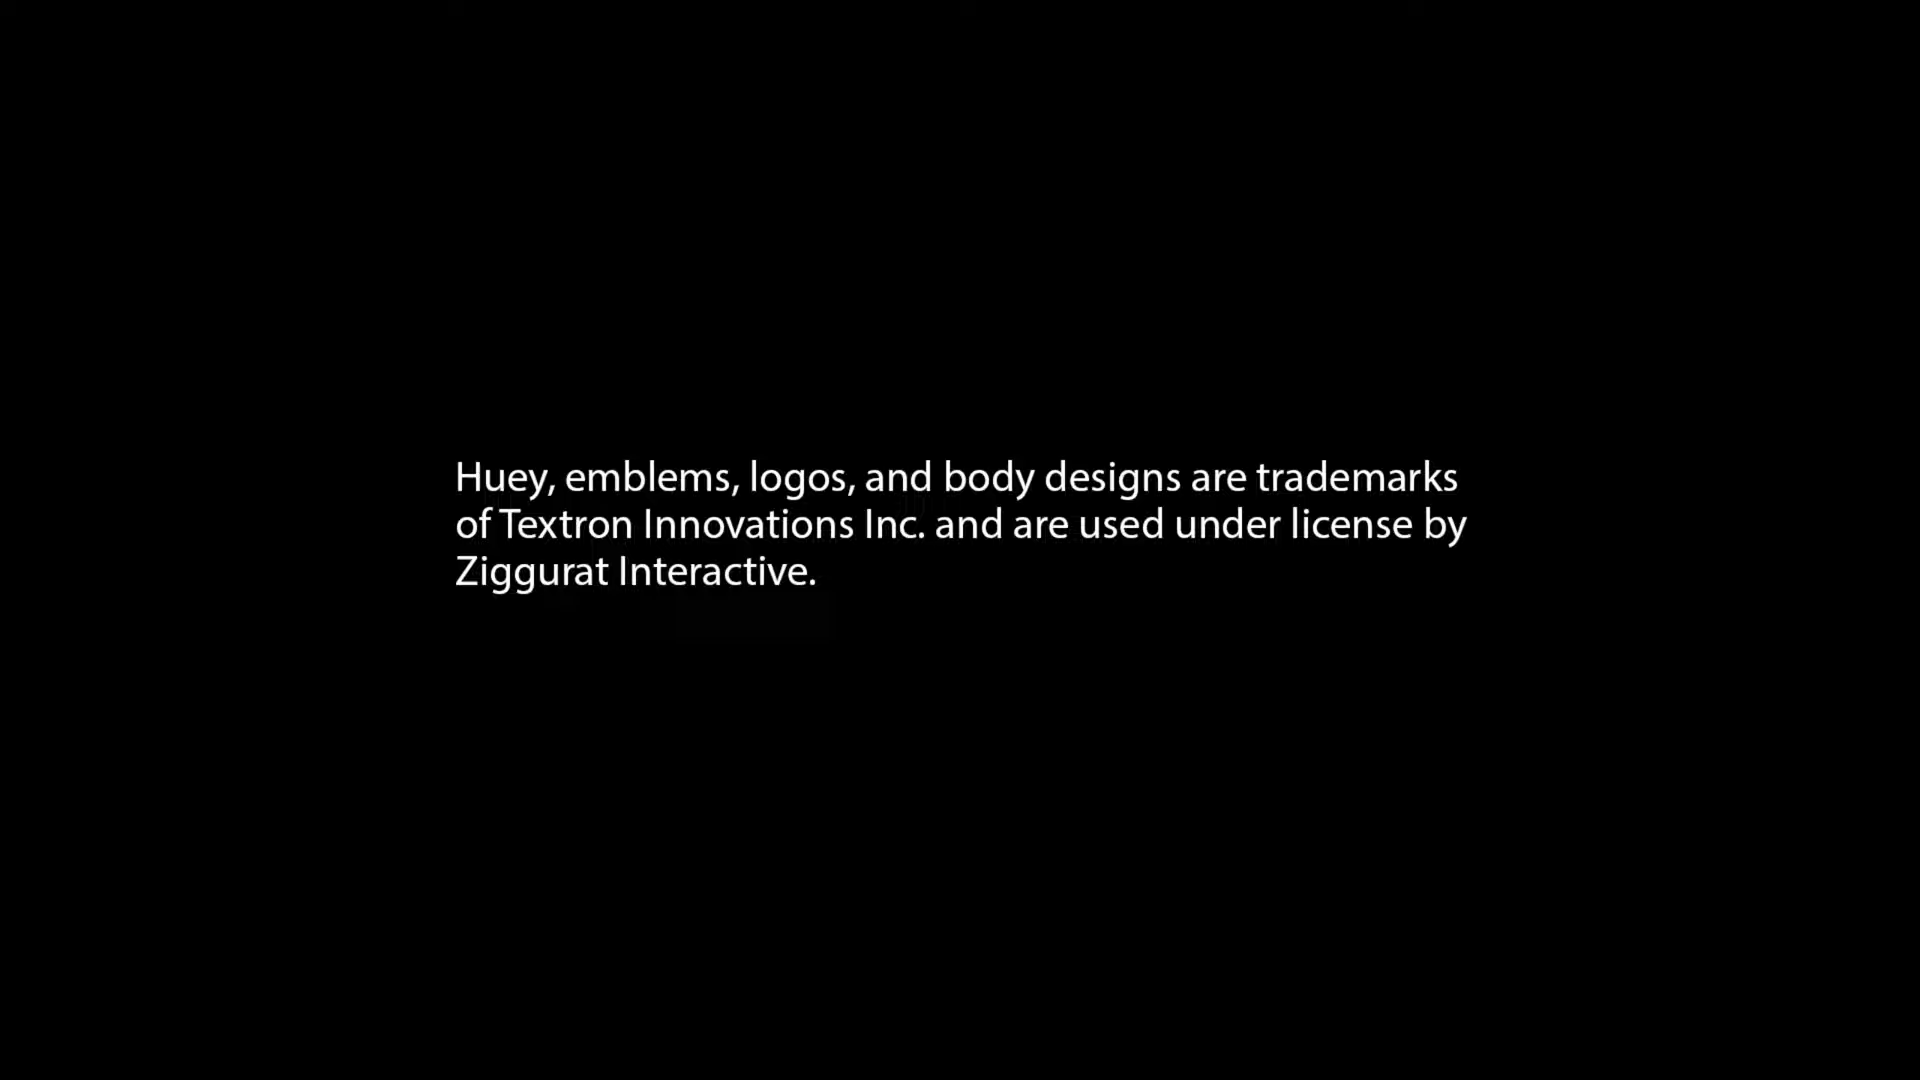 Huey, emblems, logos, and body designs are trademarks
of Textron Innovations Inc. and are used under license by
Ziggurat Interactive.